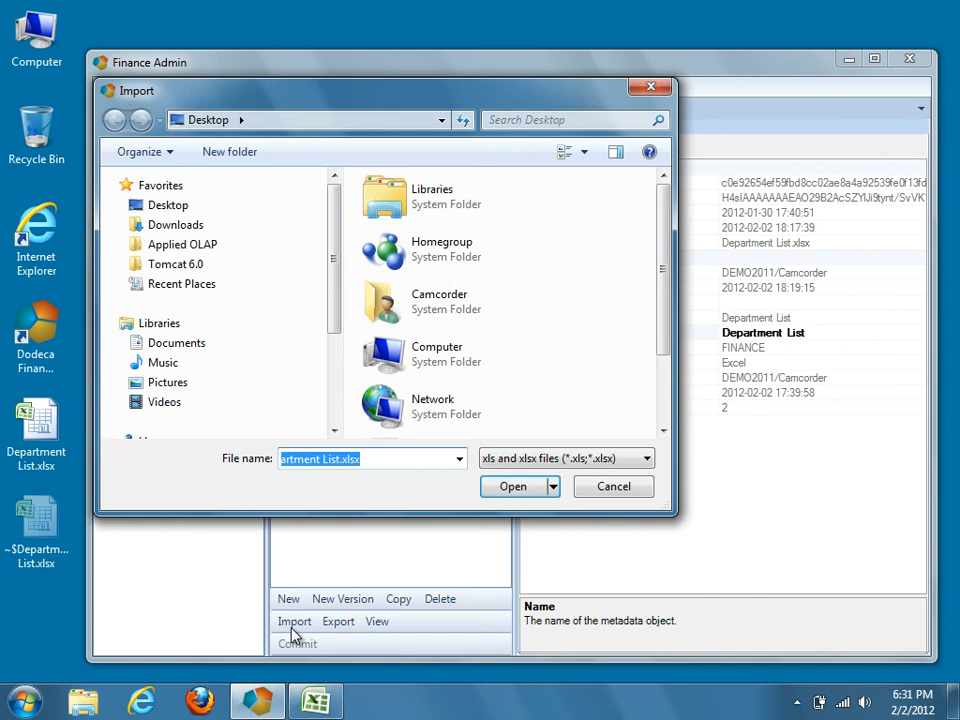 Computer
Recycle Bin
Internet
Explorer
Dodeca
Finan...
Department
List.xlsx
~$Departm...
List.xlsx
Finance Admin
Import
Desktop
Search Desktop
Organize
New folder
Favorites
Desktop
Downloads
Applied OLAP
Tomcat 6.0
Recent Places
Libraries
Documents
Music
Pictures
Videos
Libraries
System Folder
Homegroup
System Folder
Camcorder
System Folder
Computer
System Folder
Network
System Folder
File name:
artment List.xlsx
xls and xlsx files (*.xls;*.xlsx)
Open
Cancel
c0e92654ef59fbd8cc02ae8a4a92539fe0f13fd
2012-01-30 17:40:51
2012-02-02 18:17:39
Department List.xlsx
DEMO2011/Camcorder
2012-02-02 18:19:15
Department List
Department List
FINANCE
Excel
DEMO2011/Camcorder
2012-02-02 17:39:58
2
New
New Version
Copy
Delete
Import
Export
View
Commit
Name
The name of the metadata object.
6:31 PM
2/2/2012